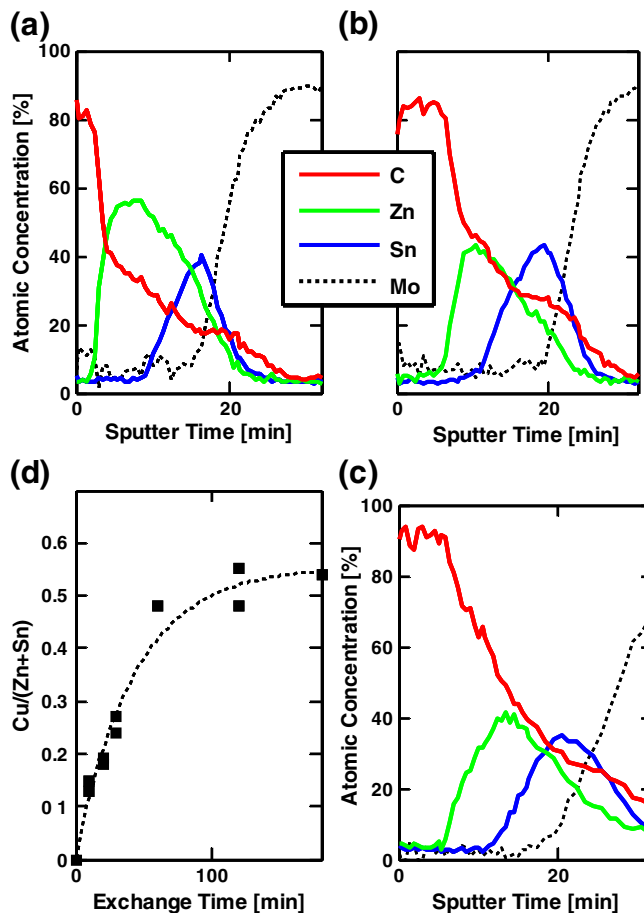 (a)
(b)
100
80
60
40
20
0
Atomic Concentration [%]
0
20
Sputter Time [min]
0
20
Sputter Time [min]
C
Zn
Sn
Mo
(d)
(c)
0.6
0.5
0.4
0.3
0.2
0.1
0
Cu/(Zn+Sn)
0
100
Exchange Time [min]
100
80
60
40
20
0
Atomic Concentration [%]
0
20
Sputter Time [min]